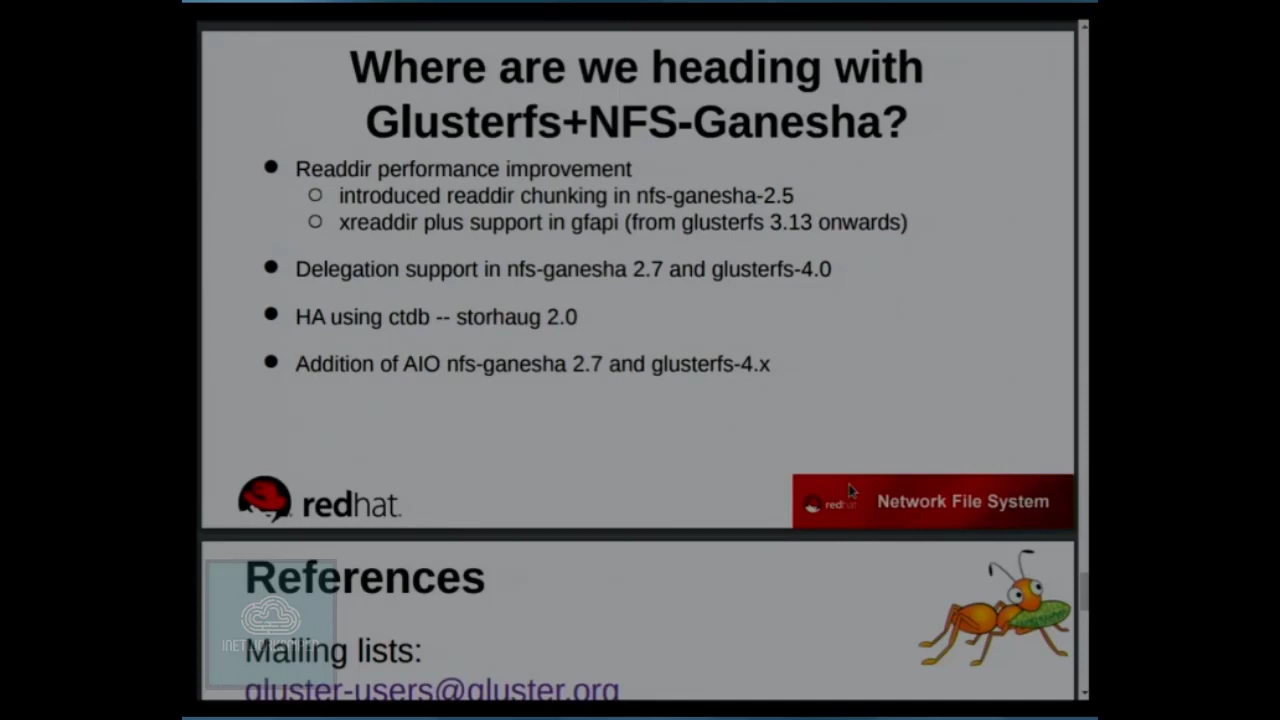 Where are we heading with
Glusterfs+NFS-Ganesha?
Readdir performance improvement
introduced readdir chunking in nfs-ganesha-2.5
xreaddir plus support in gfapi (from glusterfs 3.13 onwards)
Delegation support in nfs-ganesha 2.7 and glusterfs-4.0
HA using ctdb -- storhaug 2.0
Addition of AIO nfs-ganesha 2.7 and glusterfs-4.x
redhat.
redhat Network File System
References
Mailing lists:
gluster-users@gluster.org